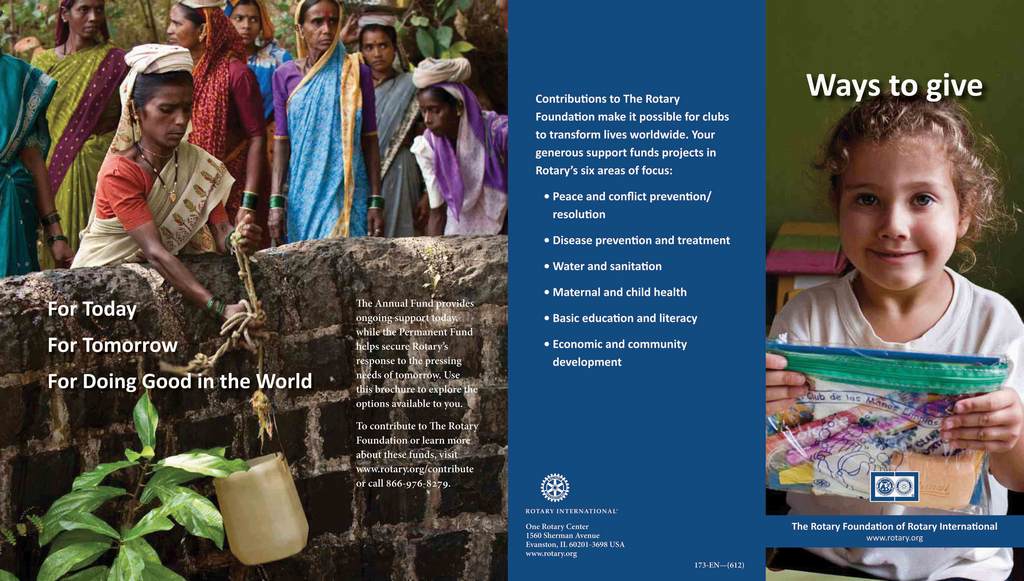 For Today
For Tomorrow
For Doing Good in the World
The Annual Fund provides
ongoing support today,
while the Permanent Fund
helps secure Rotary's
response to the pressing
needs of tomorrow. Use
this brochure to explore the
options available to you.
To contribute to The Rotary
Foundation or learn more
about these funds, visit
www.rotary.org/contribute
or call 866-976-8279.
Contributions to The Rotary
Foundation make it possible for clubs
to transform lives worldwide. Your
generous support funds projects in
Rotary's six areas of focus:
• Peace and conflict prevention/
resolution
• Disease prevention and treatment
• Water and sanitation
• Maternal and child health
• Basic education and literacy
• Economic and community
development
ROTARY INTERNATIONAL®
One Rotary Center
1560 Sherman Avenue
Evanston, IL 60201-3698 USA
www.rotary.org
173-EN—(612)
Ways to give
Club de las Manos
The Rotary Foundation of Rotary International
www.rotary.org